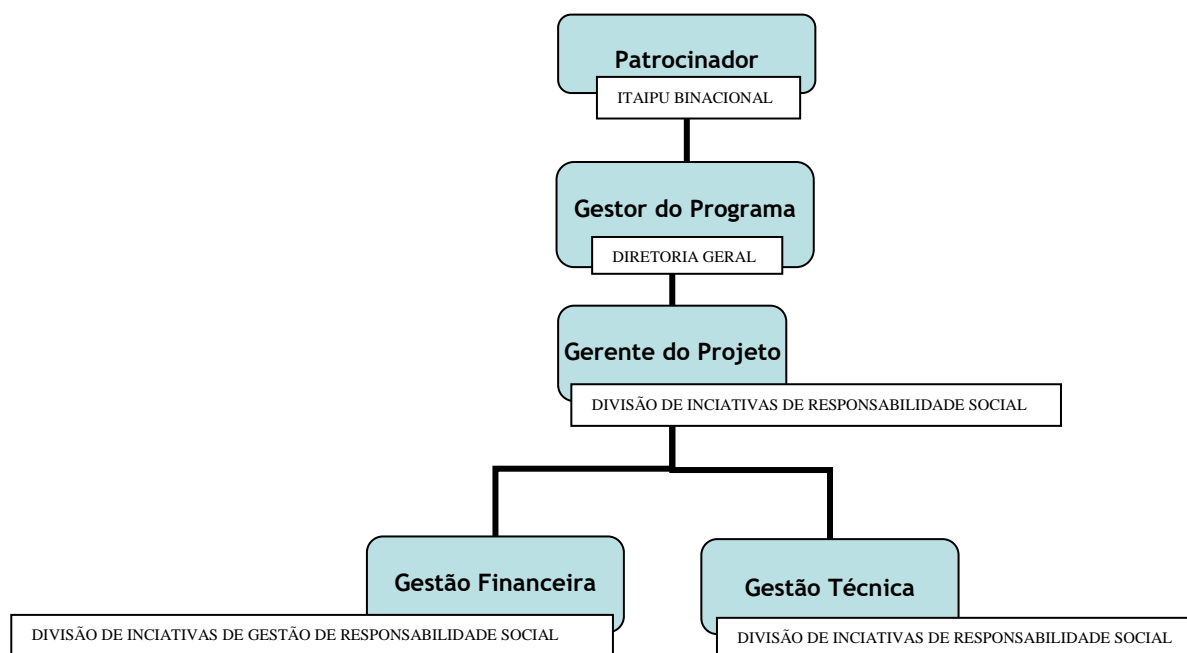 Patrocinador
ITAIPU BINACIONAL
Gestor do Programa
DIRETORIA GERAL
Gerente do Projeto
DIVISÃO DE INCIATIVAS DE RESPONSABILIDADE SOCIAL
Gestão Financeira
DIVISÃO DE INCIATIVAS DE GESTÃO DE RESPONSABILIDADE SOCIAL
Gestão Técnica
DIVISÃO DE INCIATIVAS DE RESPONSABILIDADE SOCIAL